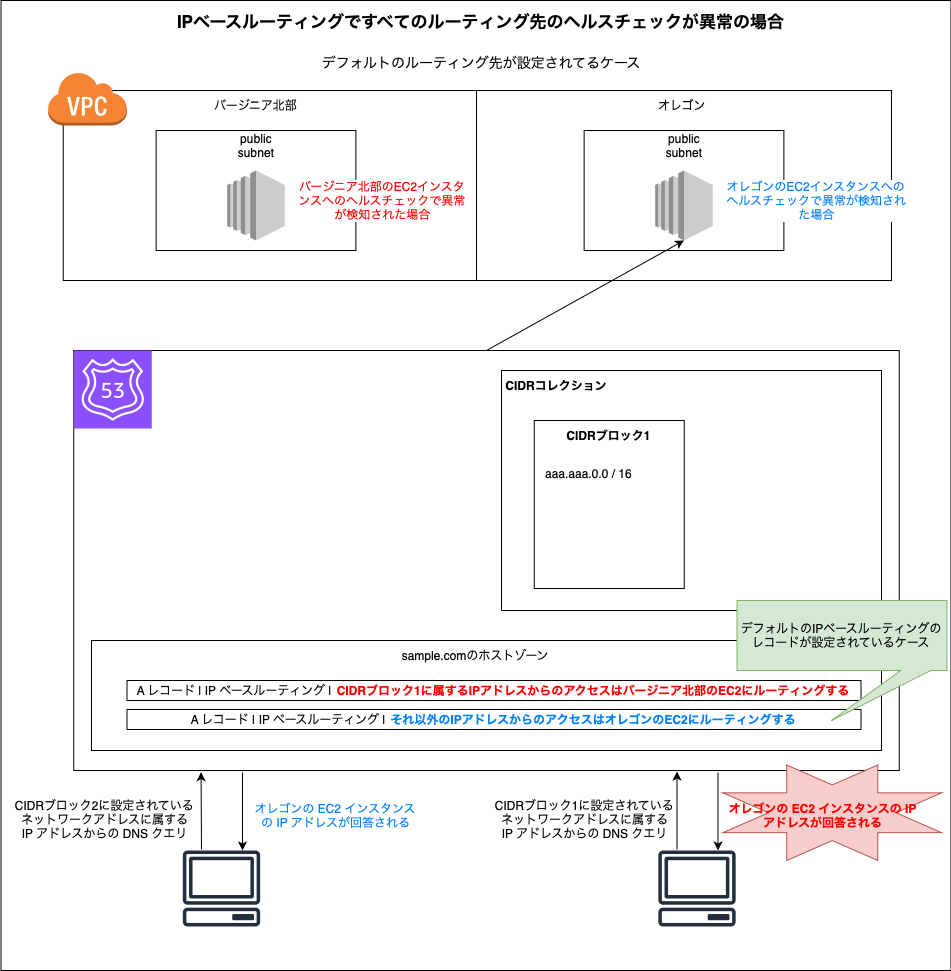 IPベースルーティングですべてのルーティング先のヘルスチェックが異常の場合
デフォルトのルーティング先が設定されてるケース
VPC
バージニア北部
オレゴン
public
subnet
public
subnet
バージニア北部のEC2インスタ
ンスへのヘルスチェックで異常
が検知された場合
オレゴンのEC2インスタンスへの
ヘルスチェックで異常が検知され
た場合
53
CIDRコレクション
CIDRブロック1
aaa.aaa.0.0 / 16
デフォルトのIPベースルーティングの
レコードが設定されているケース
sample.comのホストゾーン
A レコード | IP ベースルーティング | CIDRブロック1に属するIPアドレスからのアクセスはバージニア北部のEC2にルーティングする
A レコード | IP ベースルーティング | それ以外のIPアドレスからのアクセスはオレゴンのEC2にルーティングする
CIDRブロック2に設定されている
ネットワークアドレスに属する
IP アドレスからの DNS クエリ
オレゴンの EC2 インスタンス
の IP アドレスが回答される
CIDRブロック1に設定されている
ネットワークアドレスに属する
IP アドレスからの DNS クエリ
オレゴンの EC2 インスタンスの IP
アドレスが回答される